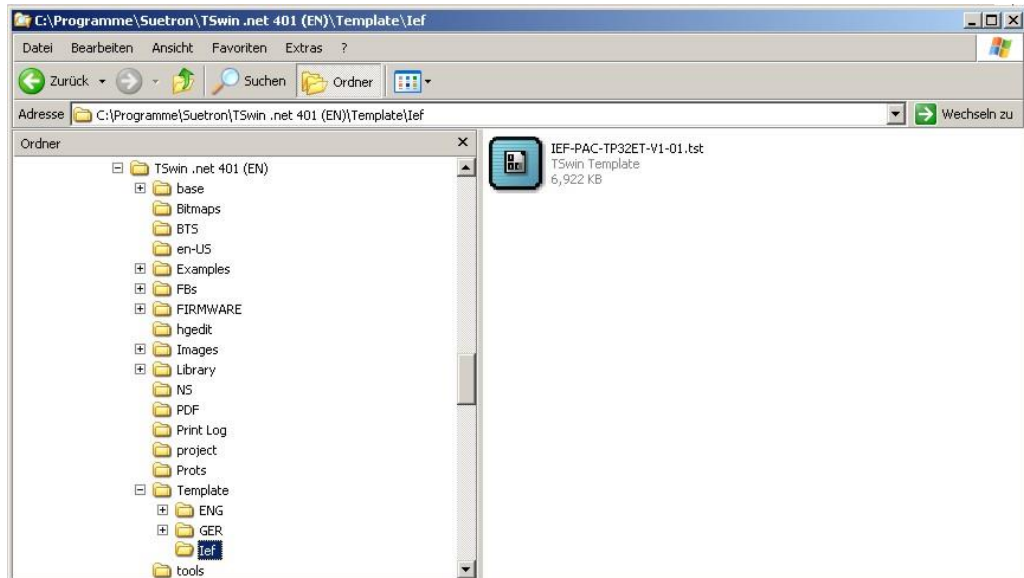 C:\Programme\Suetron\TSwin .net 401 (EN)\Template\Ief
Datei Bearbeiten Ansicht Favoriten Extras ?
Zurück Suchen Ordner
Adresse C:\Programme\Suetron\TSwin .net 401 (EN)\Template\Ief Wechseln zu
Ordner
TSwin .net 401 (EN)
base
Bitmaps
BTS
en-US
Examples
FBs
FIRMWARE
hgedit
Images
Library
NS
PDF
Print Log
project
Prots
Template
ENG
GER
Ief
tools
IEF-PAC-TP32ET-V1-01.tst
TSwin Template
6,922 KB